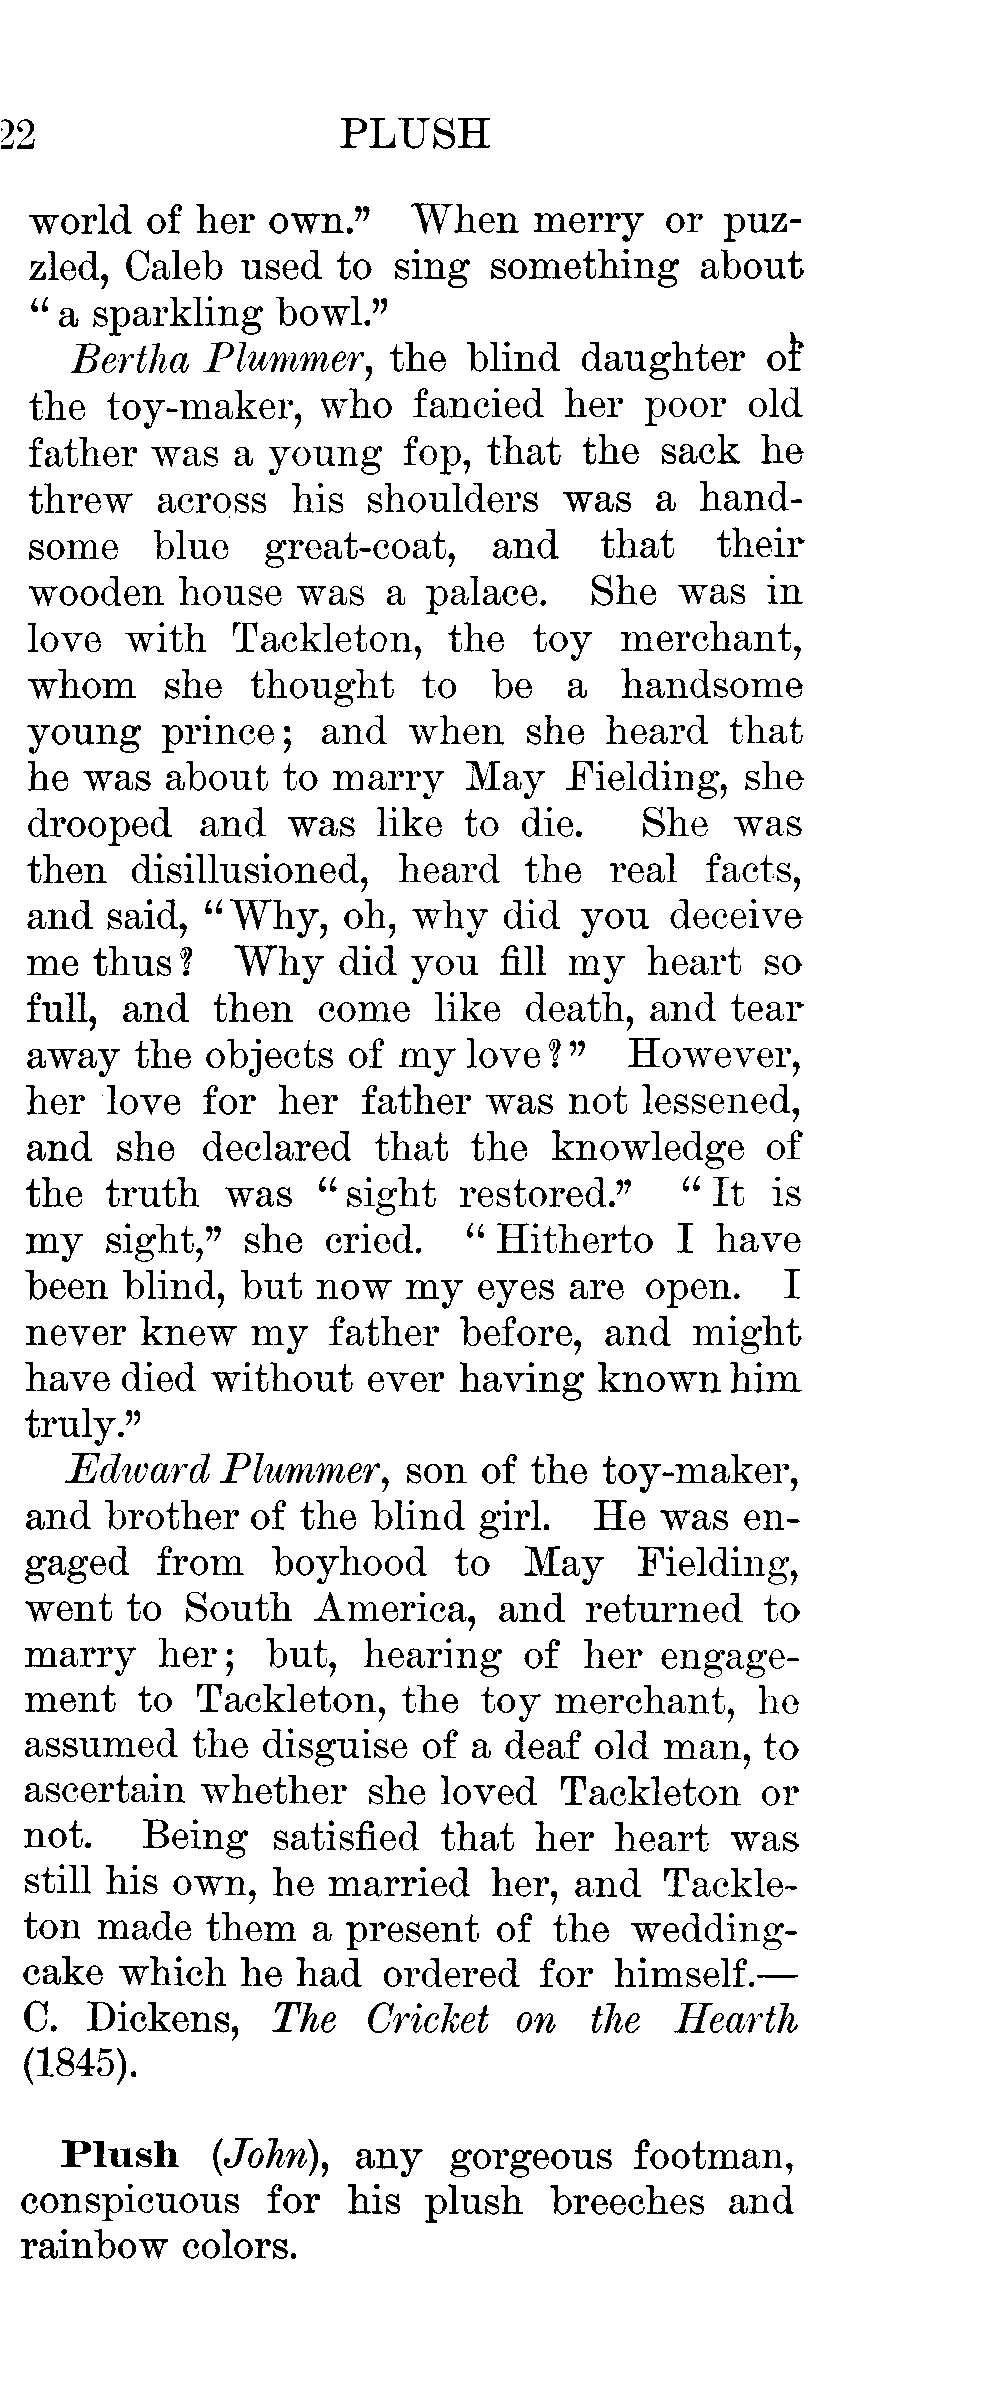 22 PLUSH
world of her own.” When merry or puz-
zled, Caleb used to sing something about
“a sparkling bowl.”
Bertha Plummer, the blind daughter of
the toy-maker, who fancied her poor old
father was a young fop, that the sack he
threw across his shoulders was a hand-
some blue great-coat, and that their
wooden house was a palace. She was in
love with Tackleton, the toy merchant,
whom she thought to be a handsome
young prince; and when she heard that
he was about to marry May Fielding, she
drooped and was like to die. She was
then disillusioned, heard the real facts,
and said, “Why, oh, why did you deceive
me thus? Why did you fill my heart so
full, and then come like death, and tear
away the objects of my love?” However,
her love for her father was not lessened,
and she declared that the knowledge of
the truth was “sight restored.” “It is
my sight,” she cried. “Hitherto I have
been blind, but now my eyes are open. I
never knew my father before, and might
have died without ever having known him
truly.”
Edward Plummer, son of the toy-maker,
and brother of the blind girl. He was en-
gaged from boyhood to May Fielding,
went to South America, and returned to
marry her; but, hearing of her engage-
ment to Tackleton, the toy merchant, he
assumed the disguise of a deaf old man, to
ascertain whether she loved Tackleton or
not. Being satisfied that her heart was
still his own, he married her, and Tackle-
ton made them a present of the wedding-
cake which he had ordered for himself.—
C. Dickens, The Cricket on the Hearth
(1845).
Plush (John), any gorgeous footman,
conspicuous for his plush breeches and
rainbow colors.